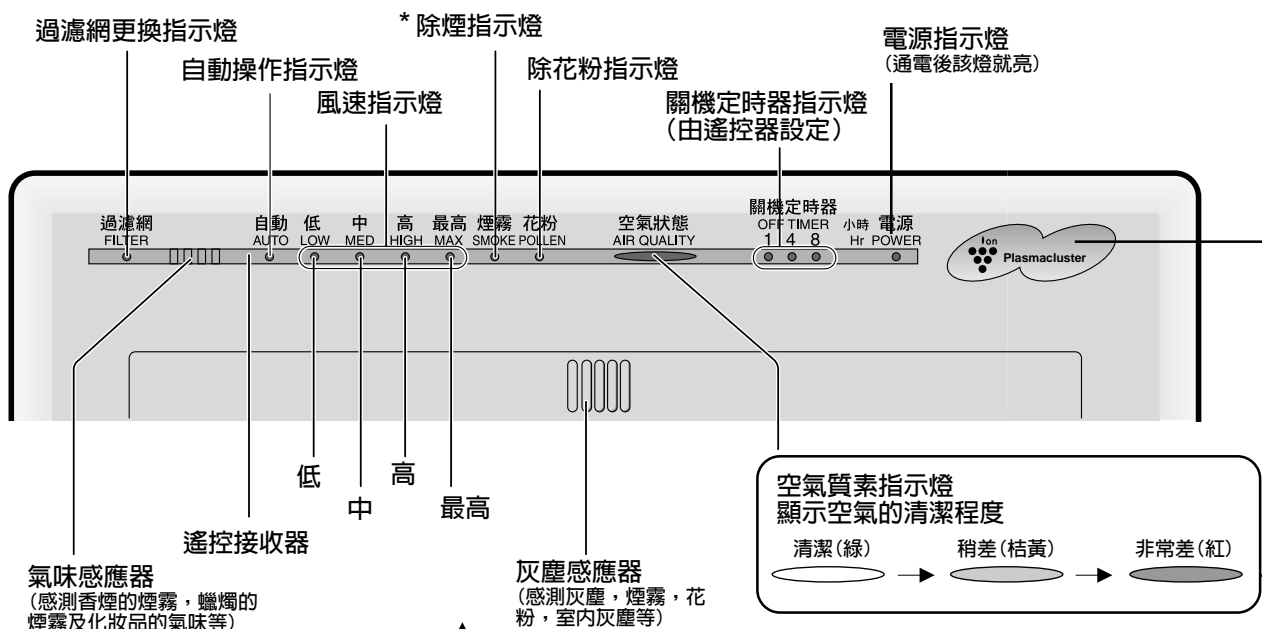 過濾網更換指示燈
自動操作指示燈
風速指示燈
*除煙指示燈
除花粉指示燈
關機定時器指示燈
(由遙控器設定)
電源指示燈
(通電後該燈就亮)
過濾網
FILTER
自動
AUTO
低
LOW
中
MED
高
HIGH
最高
MAX
煙霧
SMOKE
花粉
POLLEN
空氣狀態
AIR QUALITY
關機定時器
OFF TIMER
1 4 8
小時
Hr
電源
POWER
Ion
Plasmacluster
低
中
高
最高
遙控接收器
氣味感應器
(感測香煙的煙霧，蠟燭的
煙霧及化妝品的氣味等)
灰塵感應器
(感測灰塵，煙霧，花
粉，室內灰塵等)
空氣質素指示燈
顯示空氣的清潔程度
清潔(綠)
稍差(桔黃)
非常差(紅)